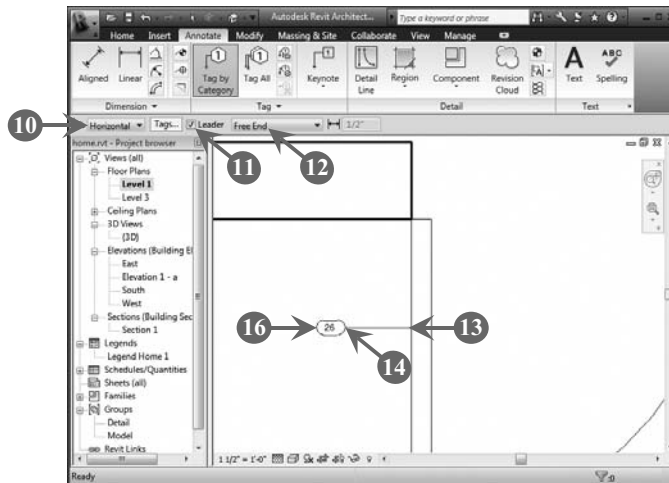 Autodesk Revit Architect...
Type a keyword or phrase
Home Insert Annotate Modify Massing & Site Collaborate View Manage
Aligned Linear Tag by Category Tag All Keynote Detail Line Region Component Revision Cloud Text Spelling
Dimension Tag Detail Text
10 Horizontal Tags... Leader Free End 1/2"
11 12
home.rvt - Project browser
Views (all)
Floor Plans
Level 1
Level 3
Ceiling Plans
3D Views
{3D}
Elevations (Building El
East
Elevation 1 - a
South
West
Sections (Building Sec
Section 1
Legends
Legend Home 1
Schedules/Quantities
Sheets (all)
Families
Groups
Detail
Model
Revit Links
16 26 13
14
1 1/2" = 1'-0"
Ready
:0